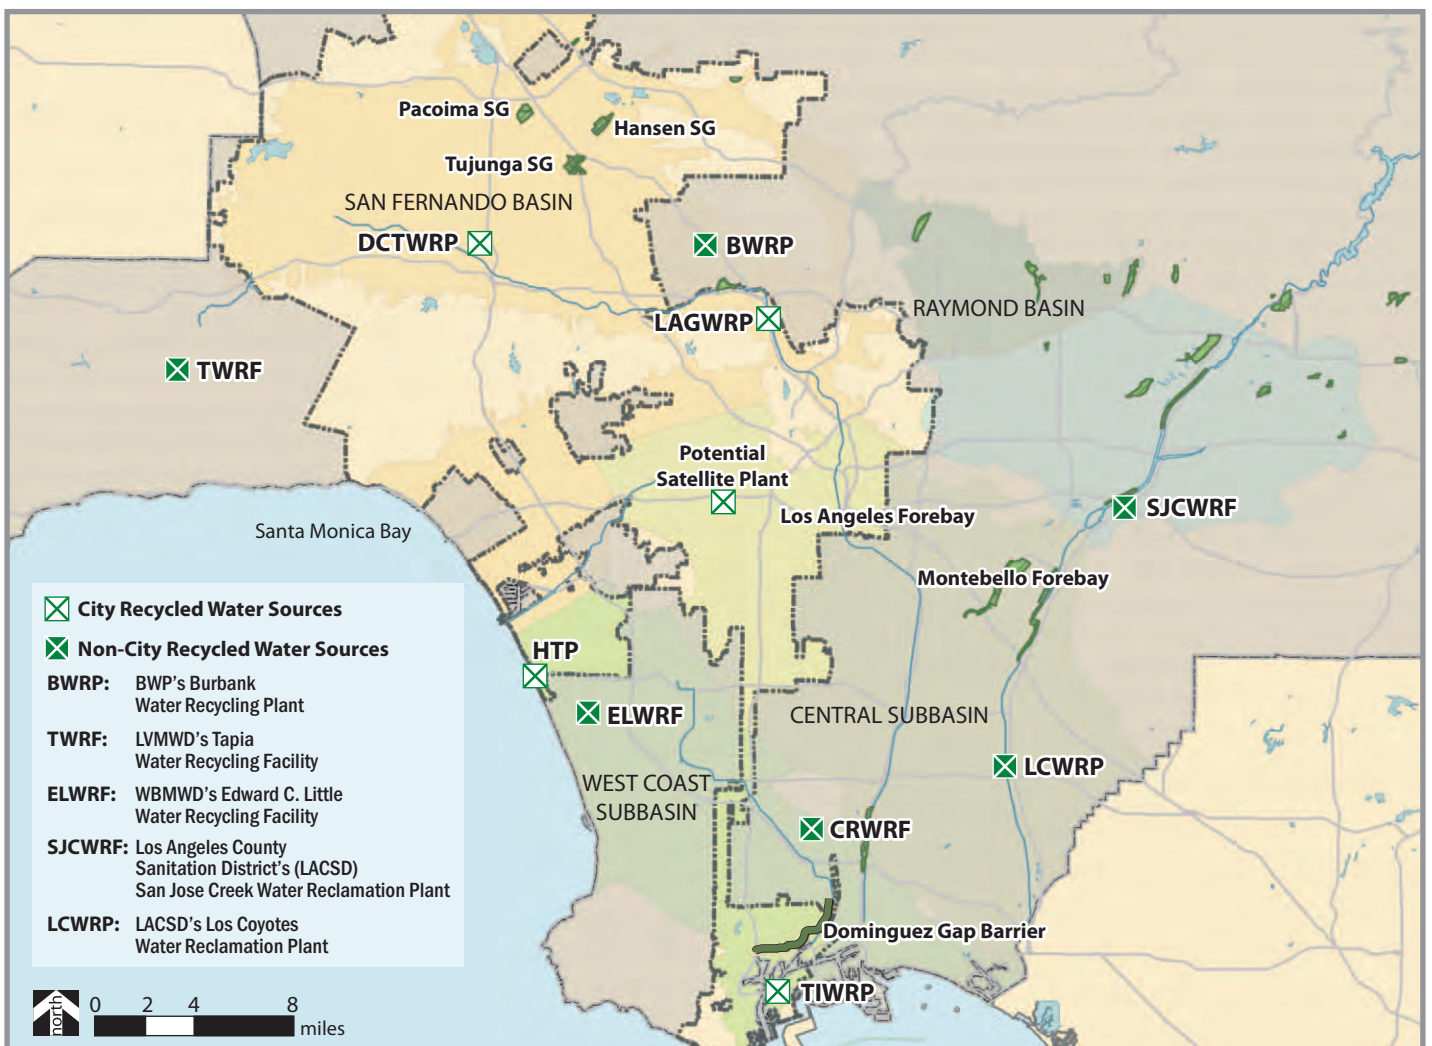 Pacoima SG
Hansen SG
Tujunga SG
SAN FERNANDO BASIN
DCTWRP
BWRP
LAGWRP
RAYMOND BASIN
TWRF
Potential
Satellite Plant
SJCWRF
Los Angeles Forebay
Santa Monica Bay
Montebello Forebay
HTP
ELWRF
CENTRAL SUBBASIN
LCWRP
WEST COAST
SUBBASIN
CRWRF
Dominguez Gap Barrier
TIWRP
City Recycled Water Sources
Non-City Recycled Water Sources
BWRP: BWP's Burbank
Water Recycling Plant
TWRF: LVMWD's Tapia
Water Recycling Facility
ELWRF: WBMWD's Edward C. Little
Water Recycling Facility
SJCWRF: Los Angeles County
Sanitation District's (LACSD)
San Jose Creek Water Reclamation Plant
LCWRP: LACSD's Los Coyotes
Water Reclamation Plant
north
0 2 4 8
miles